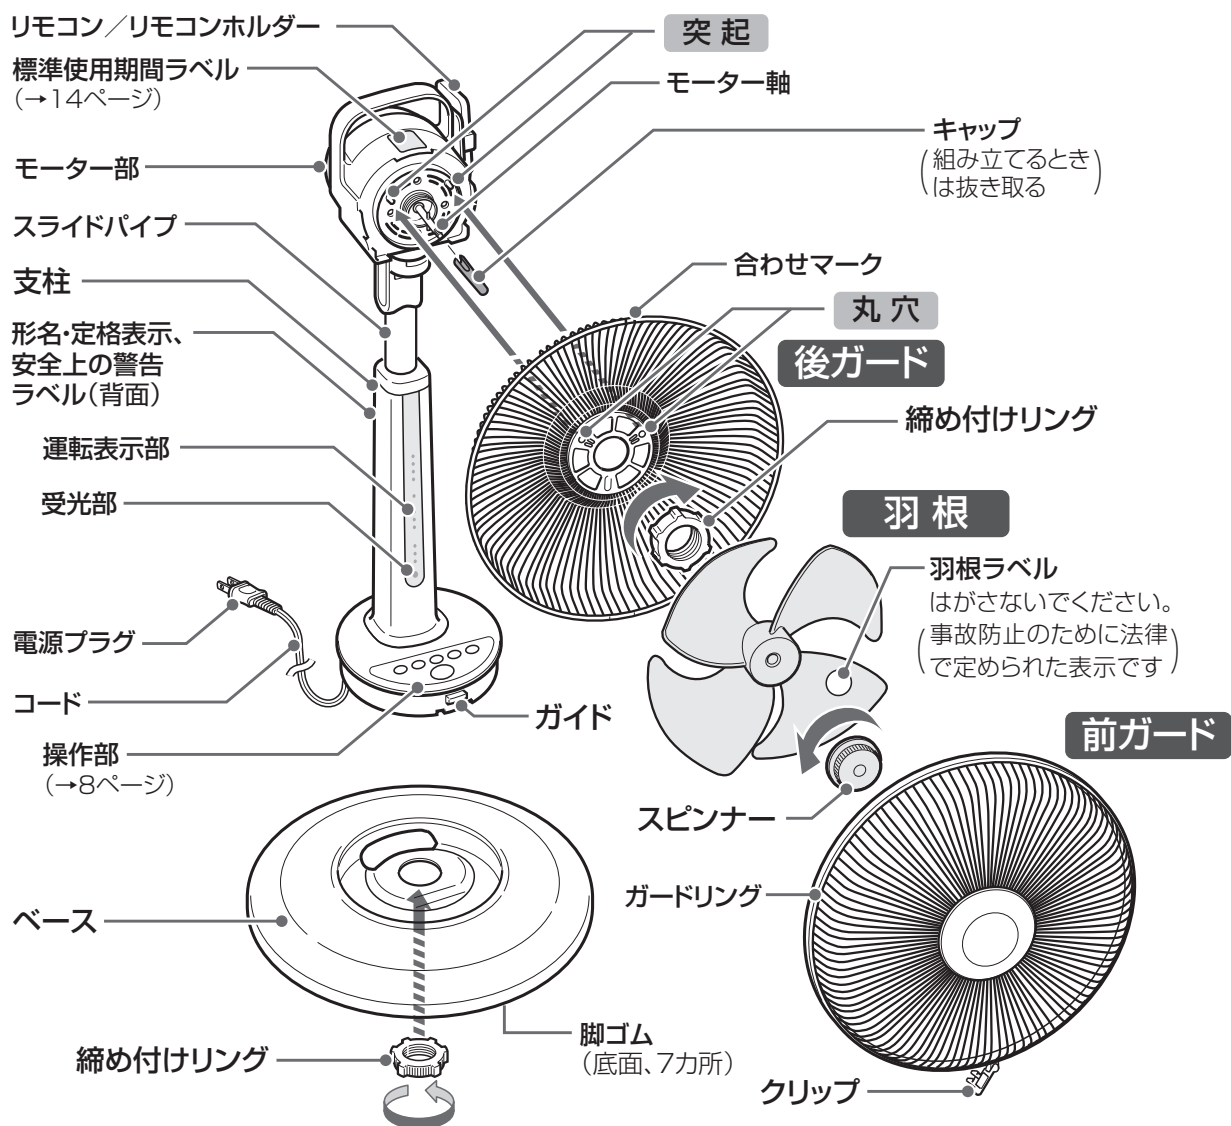 リモコン／リモコンホルダー
標準使用期間ラベル
(→14ページ)
モーター部
スライドパイプ
支柱
形名・定格表示、
安全上の警告
ラベル(背面)
運転表示部
受光部
電源プラグ
コード
操作部
(→8ページ)
ガイド
ベース
締め付けリング
脚ゴム
(底面、7カ所)
突起
モーター軸
キャップ
(組み立てるとき
は抜き取る)
合わせマーク
丸穴
後ガード
締め付けリング
羽根
羽根ラベル
はがさないでください。
(事故防止のために法律
で定められた表示です)
スピンナー
前ガード
ガードリング
クリップ